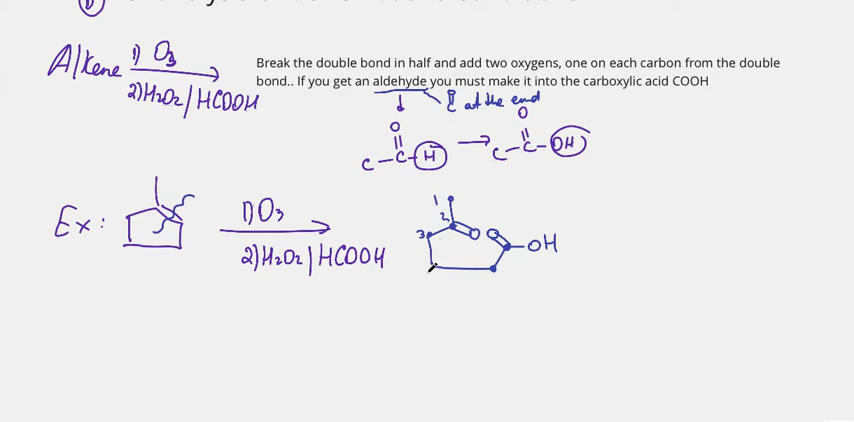 Alkene 1) O3
2) H2O2 / HCOOH
Break the double bond in half and add two oxygens, one on each carbon from the double
bond.. If you get an aldehyde you must make it into the carboxylic acid COOH
at the end
O O
C-C-H → C-C-OH
Ex: 1) O3
2) H2O2 / HCOOH
1
2
3 O O OH